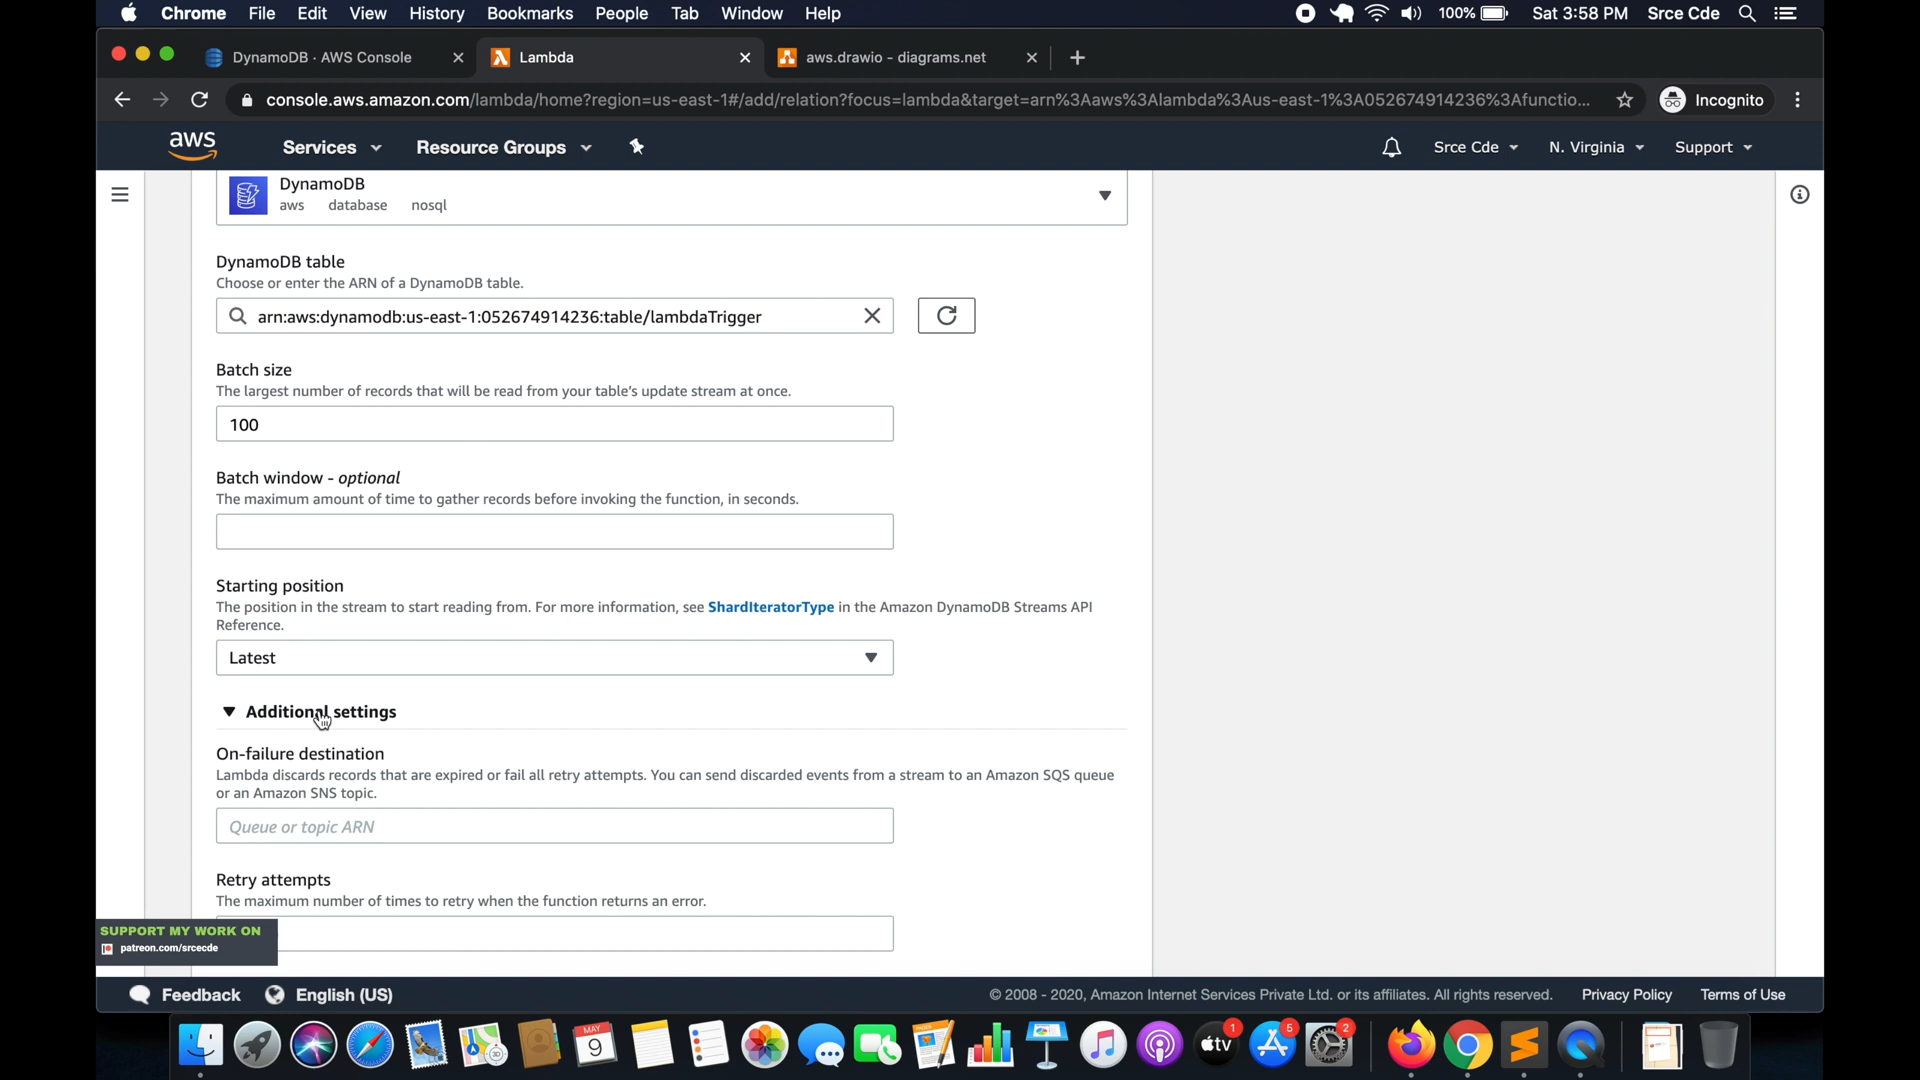 Chrome File Edit View History Bookmarks People Tab Window Help 100% Sat 3:58 PM Srce Cde
DynamoDB · AWS Console Lambda aws.drawio - diagrams.net
console.aws.amazon.com/lambda/home?region=us-east-1#/add/relation?focus=lambda&target=arn%3Aaws%3Alambda%3Aus-east-1%3A052674914236%3Afunctio... Incognito
aws Services Resource Groups Srce Cde N. Virginia Support
DynamoDB
aws database nosql
DynamoDB table
Choose or enter the ARN of a DynamoDB table.
arn:aws:dynamodb:us-east-1:052674914236:table/lambdaTrigger
Batch size
The largest number of records that will be read from your table's update stream at once.
100
Batch window - optional
The maximum amount of time to gather records before invoking the function, in seconds.
Starting position
The position in the stream to start reading from. For more information, see ShardIteratorType in the Amazon DynamoDB Streams API
Reference.
Latest
Additional settings
On-failure destination
Lambda discards records that are expired or fail all retry attempts. You can send discarded events from a stream to an Amazon SQS queue
or an Amazon SNS topic.
Queue or topic ARN
Retry attempts
The maximum number of times to retry when the function returns an error.
SUPPORT MY WORK ON
patreon.com/srcecde
Feedback English (US) © 2008 - 2020, Amazon Internet Services Private Ltd. or its affiliates. All rights reserved. Privacy Policy Terms of Use
MAY
9
3D
PAGES
tv
1
5
2